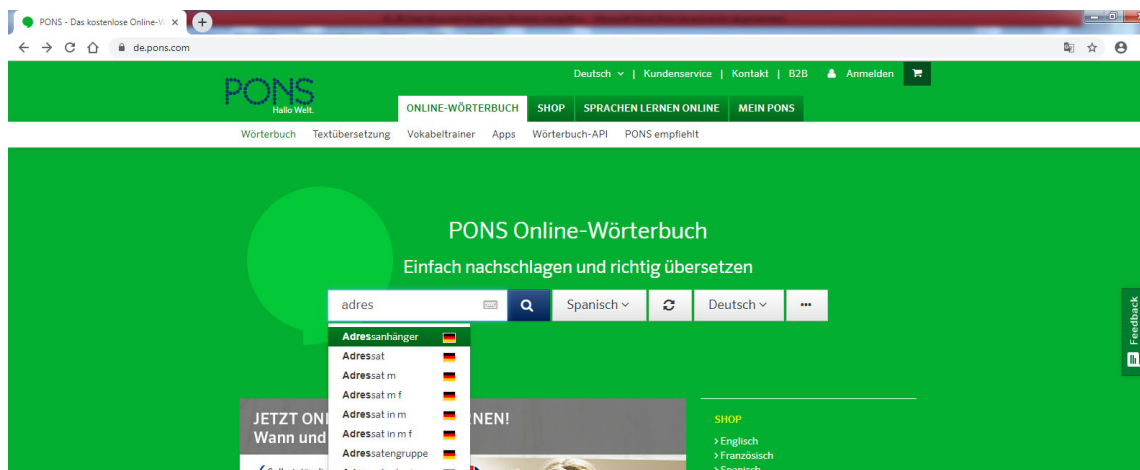 PONS - Das kostenlose Online-W
de.pons.com
Deutsch | Kundenservice | Kontakt | B2B Anmelden
PONS
Hallo Welt.
ONLINE-WÖRTERBUCH SHOP SPRACHEN LERNEN ONLINE MEIN PONS
Wörterbuch Textübersetzung Vokabeltrainer Apps Wörterbuch-API PONS empfiehlt
PONS Online-Wörterbuch
Einfach nachschlagen und richtig übersetzen
adres Spanisch Deutsch ...
Adressanhänger
Adressat
Adressat m
Adressat m f
Adressat in m
Adressat in m f
Adressatengruppe
Feedback
JETZT ONL NEN!
Wann und
SHOP
> Englisch
> Französisch
> Spanisch